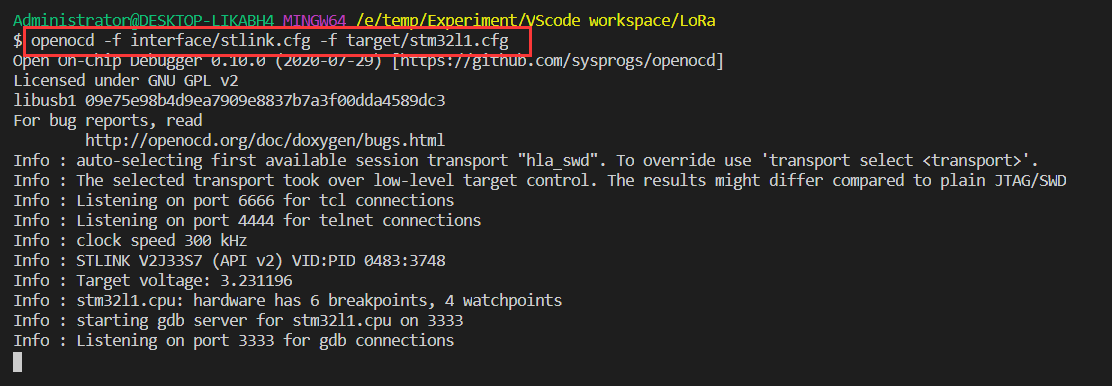 Administrator@DESKTOP-LIKABH4 MINGW64 /e/temp/Experiment/VScode workspace/LoRa
$ openocd -f interface/stlink.cfg -f target/stm32l1.cfg
Open On-Chip Debugger 0.10.0 (2020-07-29) [https://github.com/sysprogs/openocd]
Licensed under GNU GPL v2
libusb1 09e75e98b4d9ea7909e8837b7a3f00dda4589dc3
For bug reports, read
http://openocd.org/doc/doxygen/bugs.html
Info : auto-selecting first available session transport "hla_swd". To override use 'transport select <transport>'.
Info : The selected transport took over low-level target control. The results might differ compared to plain JTAG/SWD
Info : Listening on port 6666 for tcl connections
Info : Listening on port 4444 for telnet connections
Info : clock speed 300 kHz
Info : STLINK V2J33S7 (API v2) VID:PID 0483:3748
Info : Target voltage: 3.231196
Info : stm32l1.cpu: hardware has 6 breakpoints, 4 watchpoints
Info : starting gdb server for stm32l1.cpu on 3333
Info : Listening on port 3333 for gdb connections